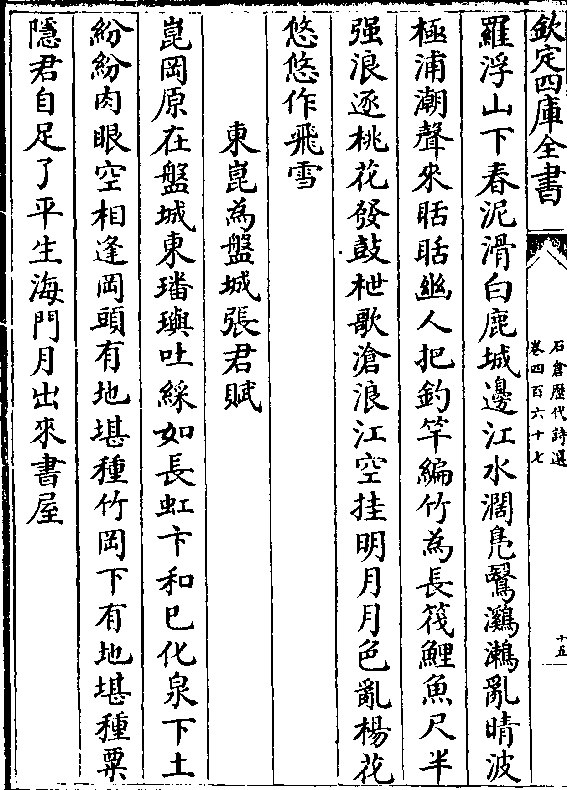 欽定四庫全書
石倉歷代詩選
卷四百六十七
十五
羅浮山下春泥滑白鹿城邊江水濶鳧鷖鸂鶒亂晴波
極浦潮聲來聒聒幽人把釣竿編竹為長筏鯉魚尺半
强浪逐桃花發鼓枻歌滄浪江空挂明月月色亂楊花
悠悠作飛雪
東崑為盤城張君賦
崑岡原在盤城東璠璵吐綵如長虹卞和已化泉下土
紛紛肉眼空相逢岡頭有地堪種竹岡下有地堪種粟
隱君自足了平生海門月出來書屋